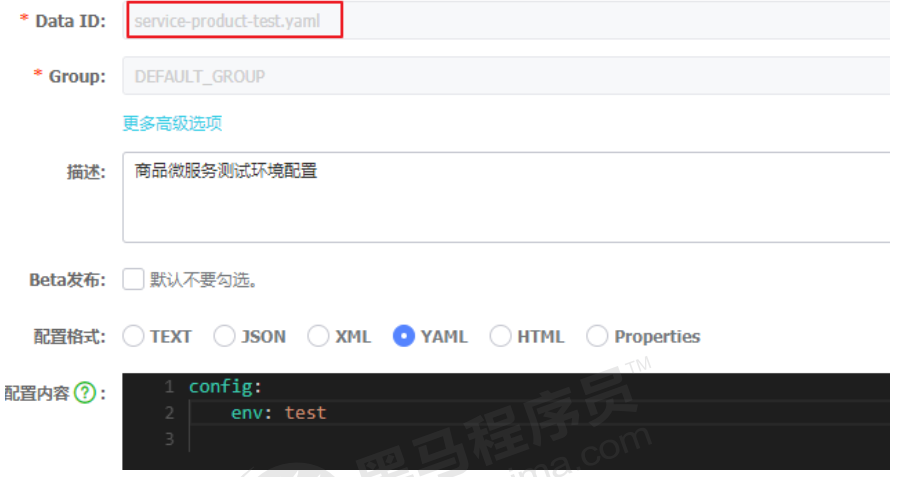 * Data ID: service-product-test.yaml
* Group: DEFAULT_GROUP
更多高级选项
描述: 商品微服务测试环境配置
Beta发布: 默认不要勾选。
配置格式: TEXT JSON XML YAML HTML Properties
配置内容 ? :
1 config:
2 env: test
3
黑马程序员™
ima.com